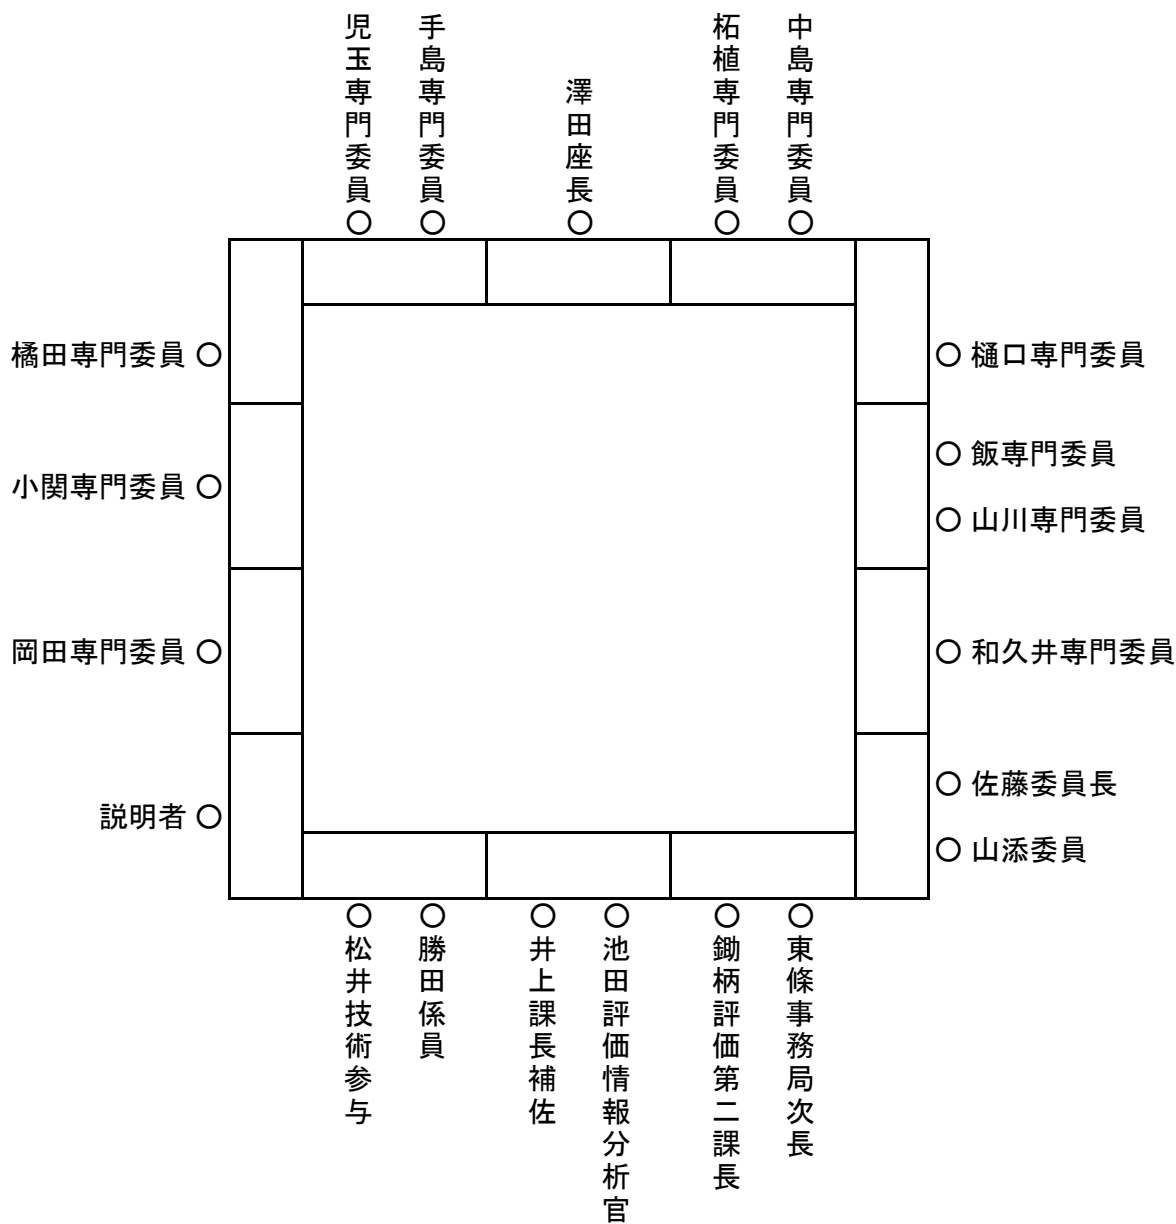 児玉専門委員
手島専門委員
澤田座長
柘植専門委員
中島専門委員
橘田専門委員
小関専門委員
岡田専門委員
説明者
樋口専門委員
飯専門委員
山川専門委員
和久井専門委員
佐藤委員長
山添委員
松井技術参与
勝田係員
井上課長補佐
池田評価情報分析官
鋤柄評価第二課長
東條事務局次長